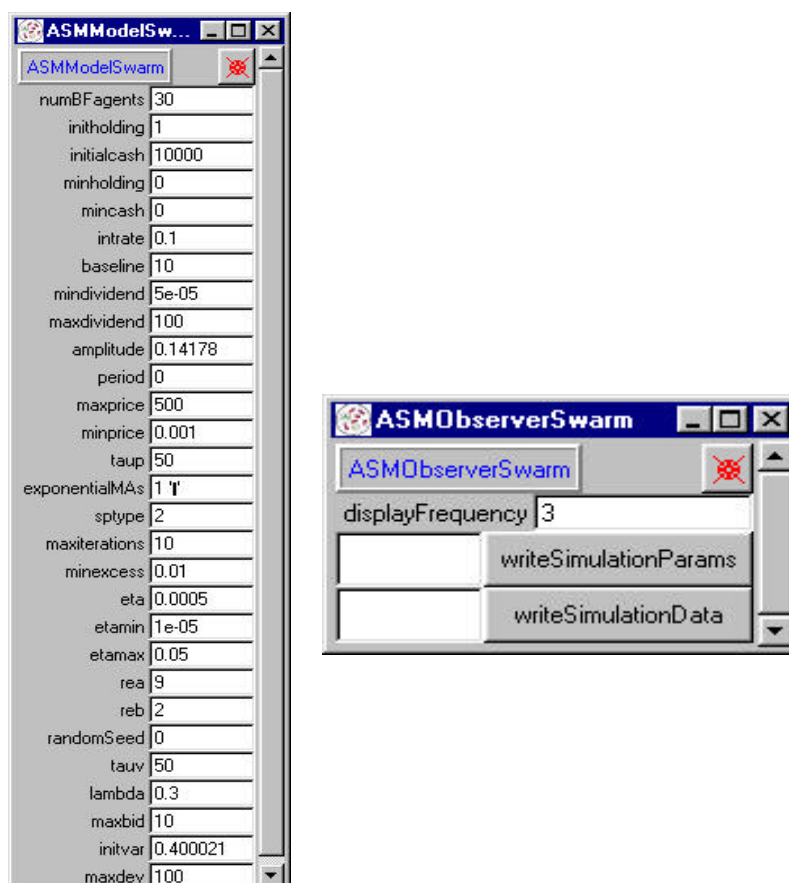 ASMModelSw...
ASMModelSwarm
numBFagents 30
initholding 1
initialcash 10000
minholding 0
mincash 0
intrate 0.1
baseline 10
mindividend 5e-05
maxdividend 100
amplitude 0.14178
period 0
maxprice 500
minprice 0.001
taup 50
exponentialMAs 1 '
sptype 2
maxiterations 10
minexcess 0.01
eta 0.0005
etamin 1e-05
etamax 0.05
rea 9
reb 2
randomSeed 0
tauv 50
lambda 0.3
maxbid 10
initvar 0.400021
maxdev 100
ASMObserverSwarm
ASMObserverSwarm
displayFrequency 3
writeSimulationParams
writeSimulationData